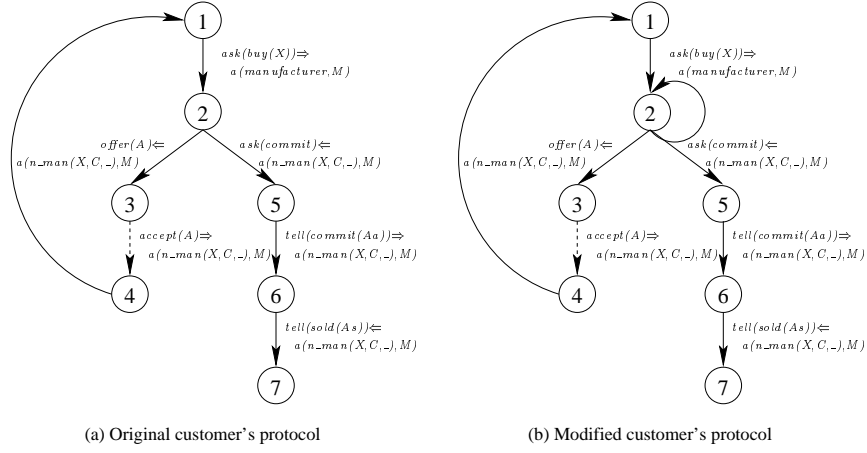 1
ask(buy(X))⇒
a(manufacturer,M)
2
offer(A)⇐
a(n_man(X,C,_),M)
ask(commit)⇐
a(n_man(X,C,_),M)
3
5
accept(A)⇒
a(n_man(X,C,_),M)
tell(commit(Aa))⇒
a(n_man(X,C,_),M)
4
6
tell(sold(As))⇐
a(n_man(X,C,_),M)
7
(a) Original customer's protocol
1
ask(buy(X))⇒
a(manufacturer,M)
2
offer(A)⇐
a(n_man(X,C,_),M)
ask(commit)⇐
a(n_man(X,C,_),M)
3
5
accept(A)⇒
a(n_man(X,C,_),M)
tell(commit(Aa))⇒
a(n_man(X,C,_),M)
4
6
tell(sold(As))⇐
a(n_man(X,C,_),M)
7
(b) Modified customer's protocol